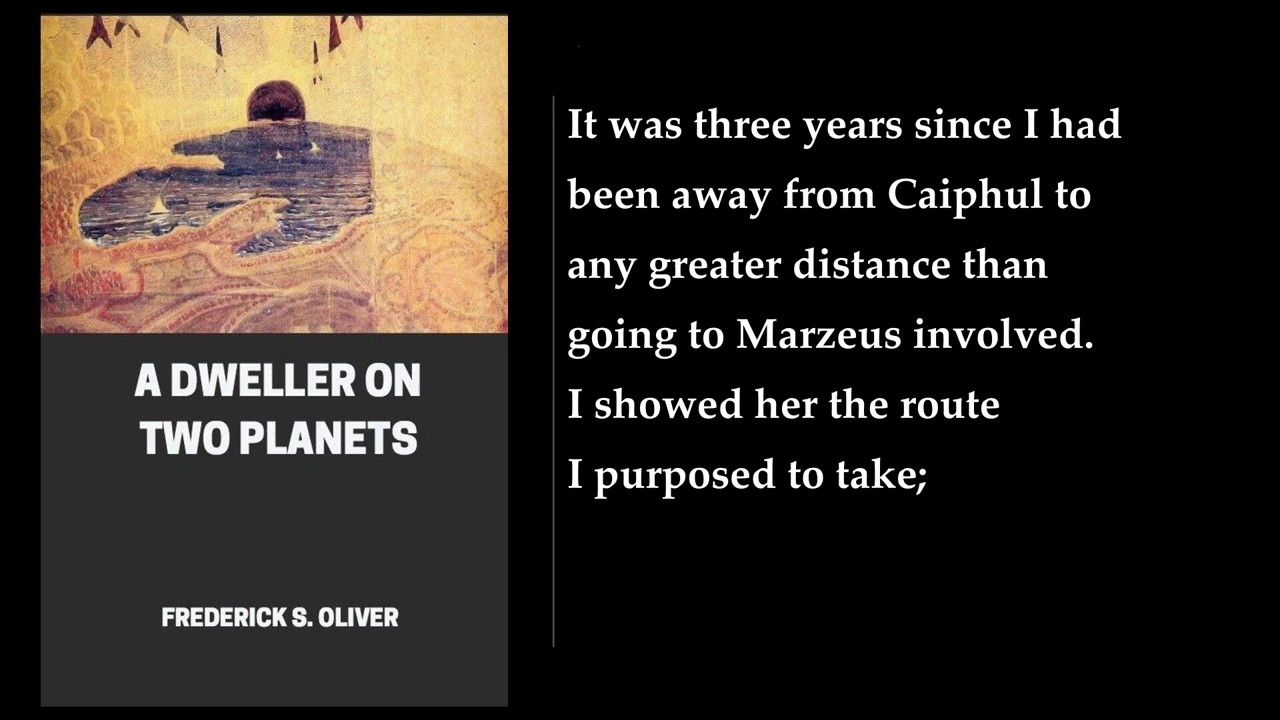 A DWELLER ON
TWO PLANETS
FREDERICK S. OLIVER
It was three years since I had
been away from Caiphul to
any greater distance than
going to Marzeus involved.
I showed her the route
I purposed to take;